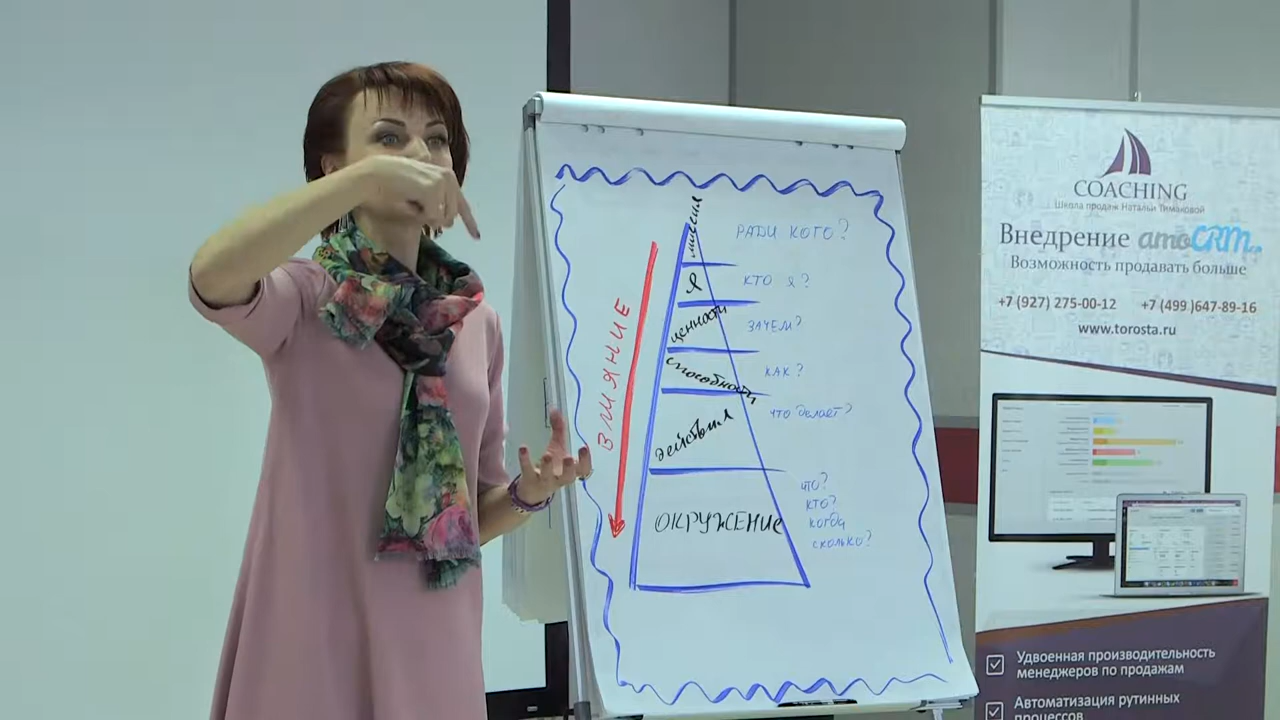 миссия
РАДИ КОГО?
Я
КТО Я?
ценности
ЗАЧЕМ?
способности
КАК?
действия
что делает?
ОКРУЖЕНИЕ
что?
кто?
когда
сколько?
ВЛИЯНИЕ
COACHING
Школа продаж Натальи Тимановой
Внедрение amoCRM.
Возможность продавать больше
+7 (927) 275-00-12 +7 (499 )647-89-16
www.torosta.ru
Удвоенная производительность
менеджеров по продажам
Автоматизация рутинных
процессов